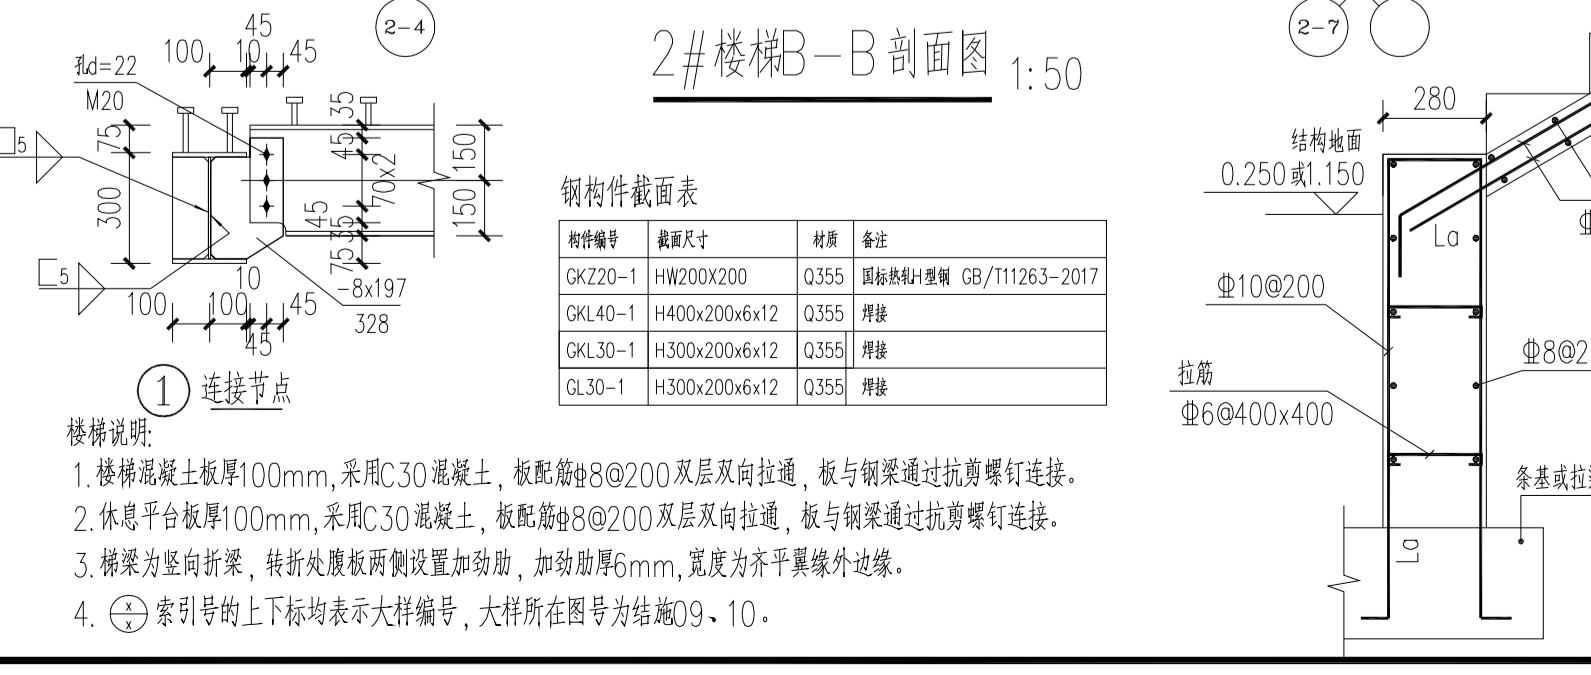 2-4
2#楼梯B-B剖面图 1:50
2-7
45
100 10 45
孔d=22
M20
75
300
5
5
35
45
70x2
45
35
75
150
150
10
100 100 45
45
-8x197
328
1 连接节点
钢构件截面表
构件编号 截面尺寸 材质 备注
GKZ20-1 HW200X200 Q355 国标热轧H型钢 GB/T11263-2017
GKL40-1 H400x200x6x12 Q355 焊接
GKL30-1 H300x200x6x12 Q355 焊接
GL30-1 H300x200x6x12 Q355 焊接
280
结构地面
0.250或1.150
La
Φ10@200
Φ8@2
拉筋
Φ6@400x400
条基或拉
La
Φ
楼梯说明:
1.楼梯混凝土板厚100mm,采用C30混凝土,板配筋Φ8@200双层双向拉通,板与钢梁通过抗剪螺钉连接。
2.休息平台板厚100mm,采用C30混凝土,板配筋Φ8@200双层双向拉通,板与钢梁通过抗剪螺钉连接。
3.梯梁为竖向折梁,转折处腹板两侧设置加劲肋,加劲肋厚6mm,宽度为齐平翼缘外边缘。
4. x x 索引号的上下标均表示大样编号,大样所在图号为结施09、10。